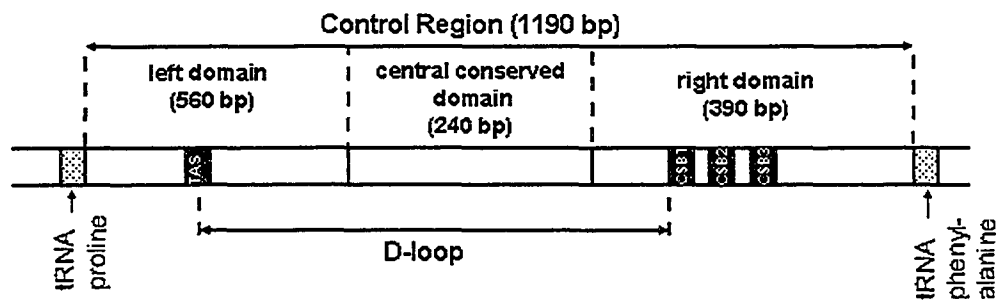 Control Region (1190 bp)
left domain
(560 bp)
central conserved
domain
(240 bp)
right domain
(390 bp)
TAS
CSB1
CSB2
CSB3
D-loop
tRNA
proline
tRNA
phenyl-
alanine